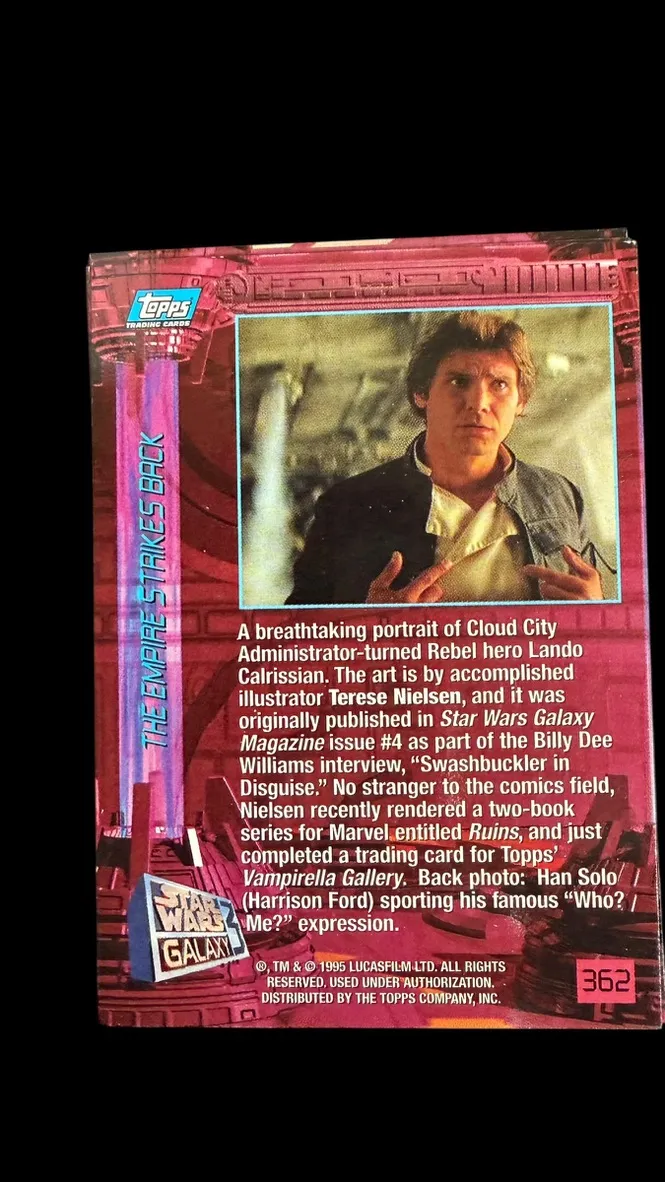 topps
TRADING CARDS
THE EMPIRE STRIKES BACK
A breathtaking portrait of Cloud City
Administrator-turned Rebel hero Lando
Calrissian. The art is by accomplished
illustrator Terese Nielsen, and it was
originally published in Star Wars Galaxy
Magazine issue #4 as part of the Billy Dee
Williams interview, “Swashbuckler in
Disguise.” No stranger to the comics field,
Nielsen recently rendered a two-book
series for Marvel entitled Ruins, and just
completed a trading card for Topps’
Vampirella Gallery. Back photo: Han Solo
(Harrison Ford) sporting his famous “Who?
Me?” expression.
STAR
WARS
GALAXY 3
®, TM & © 1995 LUCASFILM LTD. ALL RIGHTS
RESERVED. USED UNDER AUTHORIZATION.
DISTRIBUTED BY THE TOPPS COMPANY, INC.
362